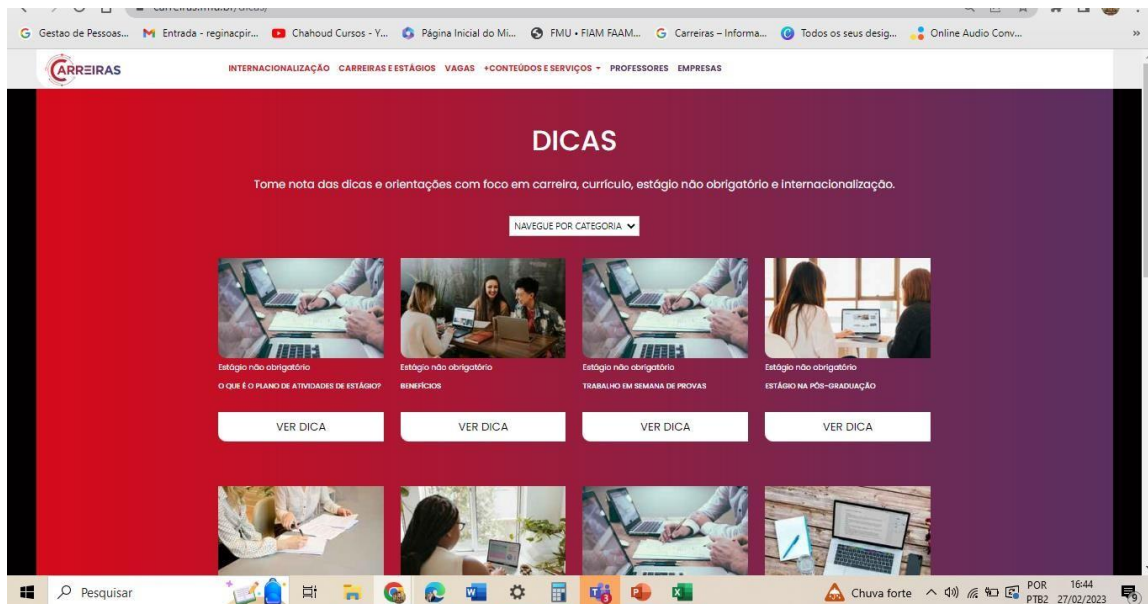 carreiras.fmu.br/dicas/
Gestao de Pessoas... Entrada - reginacpir... Chahoud Cursos - Y... Página Inicial do Mi... FMU • FIAM FAAM... Carreiras – Informa... Todos os seus desig... Online Audio Conv... »
CARREIRAS INTERNACIONALIZAÇÃO CARREIRAS E ESTÁGIOS VAGAS +CONTEÚDOS E SERVIÇOS PROFESSORES EMPRESAS
DICAS
Tome nota das dicas e orientações com foco em carreira, currículo, estágio não obrigatório e internacionalização.
NAVEGUE POR CATEGORIA
Estágio não obrigatório Estágio não obrigatório Estágio não obrigatório Estágio não obrigatório
O QUE É O PLANO DE ATIVIDADES DE ESTÁGIO? BENEFÍCIOS TRABALHO EM SEMANA DE PROVAS ESTÁGIO NA PÓS-GRADUAÇÃO
VER DICA VER DICA VER DICA VER DICA
Pesquisar Chuva forte POR 16:44
PTB2 27/02/2023